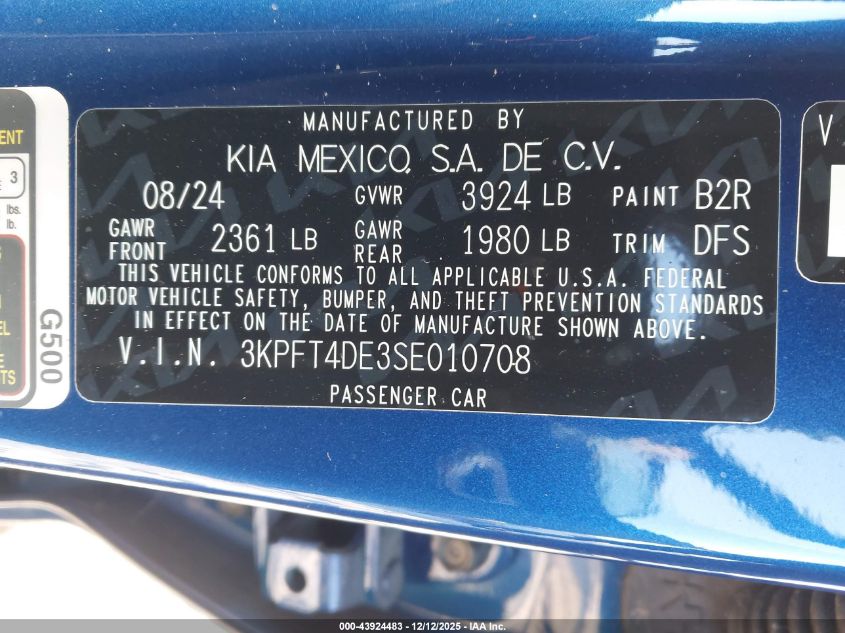 MANUFACTURED BY
KIA MEXICO, S.A. DE C.V.
08/24 GVWR 3924 LB PAINT B2R
GAWR FRONT 2361 LB GAWR REAR 1980 LB TRIM DFS
THIS VEHICLE CONFORMS TO ALL APPLICABLE U.S.A. FEDERAL
MOTOR VEHICLE SAFETY, BUMPER, AND THEFT PREVENTION STANDARDS
IN EFFECT ON THE DATE OF MANUFACTURE SHOWN ABOVE.
V.I.N. 3KPFT4DE3SE010708
PASSENGER CAR
G500
3
lbs.
lb.
V
000-43924483 - 12/12/2025 - IAA Inc.